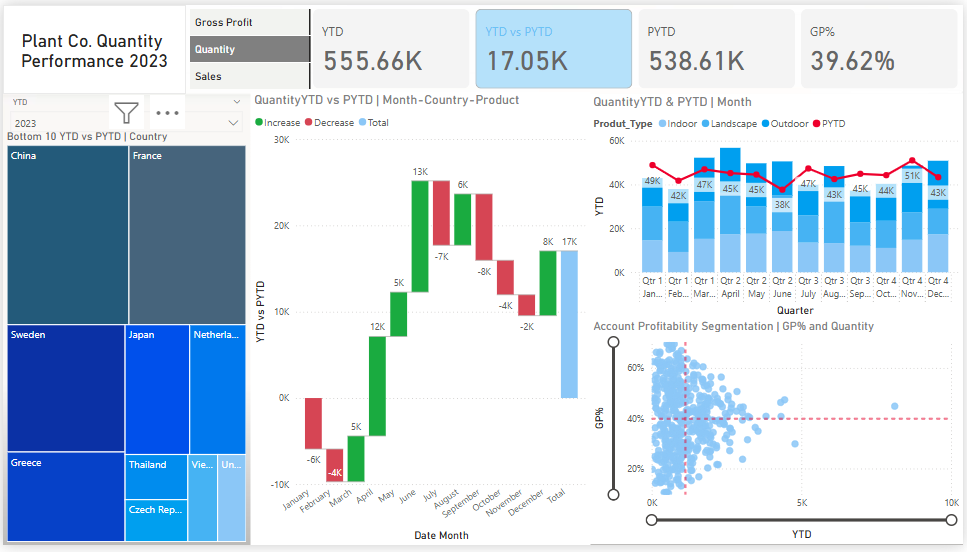 Plant Co. Quantity
Performance 2023
Gross Profit
Quantity
Sales
YTD
555.66K
YTD vs PYTD
17.05K
PYTD
538.61K
GP%
39.62%
YTD
2023
Bottom 10 YTD vs PYTD | Country
China
France
Sweden
Japan
Netherla...
Greece
Thailand
Vie...
Un...
Czech Rep...
QuantityYTD vs PYTD | Month-Country-Product
Increase Decrease Total
30K
20K
10K
0K
-10K
YTD vs PYTD
-6K
-4K
5K
12K
5K
13K
-7K
6K
-8K
-4K
-2K
8K
17K
January
February
March
April
May
June
July
August
September
October
November
December
Total
Date Month
QuantityYTD & PYTD | Month
Produt_Type Indoor Landscape Outdoor PYTD
60K
40K
20K
0K
YTD
49K
42K
47K
45K
45K
38K
47K
43K
45K
44K
51K
43K
Qtr 1 Qtr 1 Qtr 1 Qtr 2 Qtr 2 Qtr 2 Qtr 3 Qtr 3 Qtr 3 Qtr 4 Qtr 4 Qtr 4
Jan... Feb... Mar... April May June July Aug... Sep... Oct... Nov... Dec...
Quarter
Account Profitability Segmentation | GP% and Quantity
GP%
60%
40%
20%
0K 5K 10K
YTD